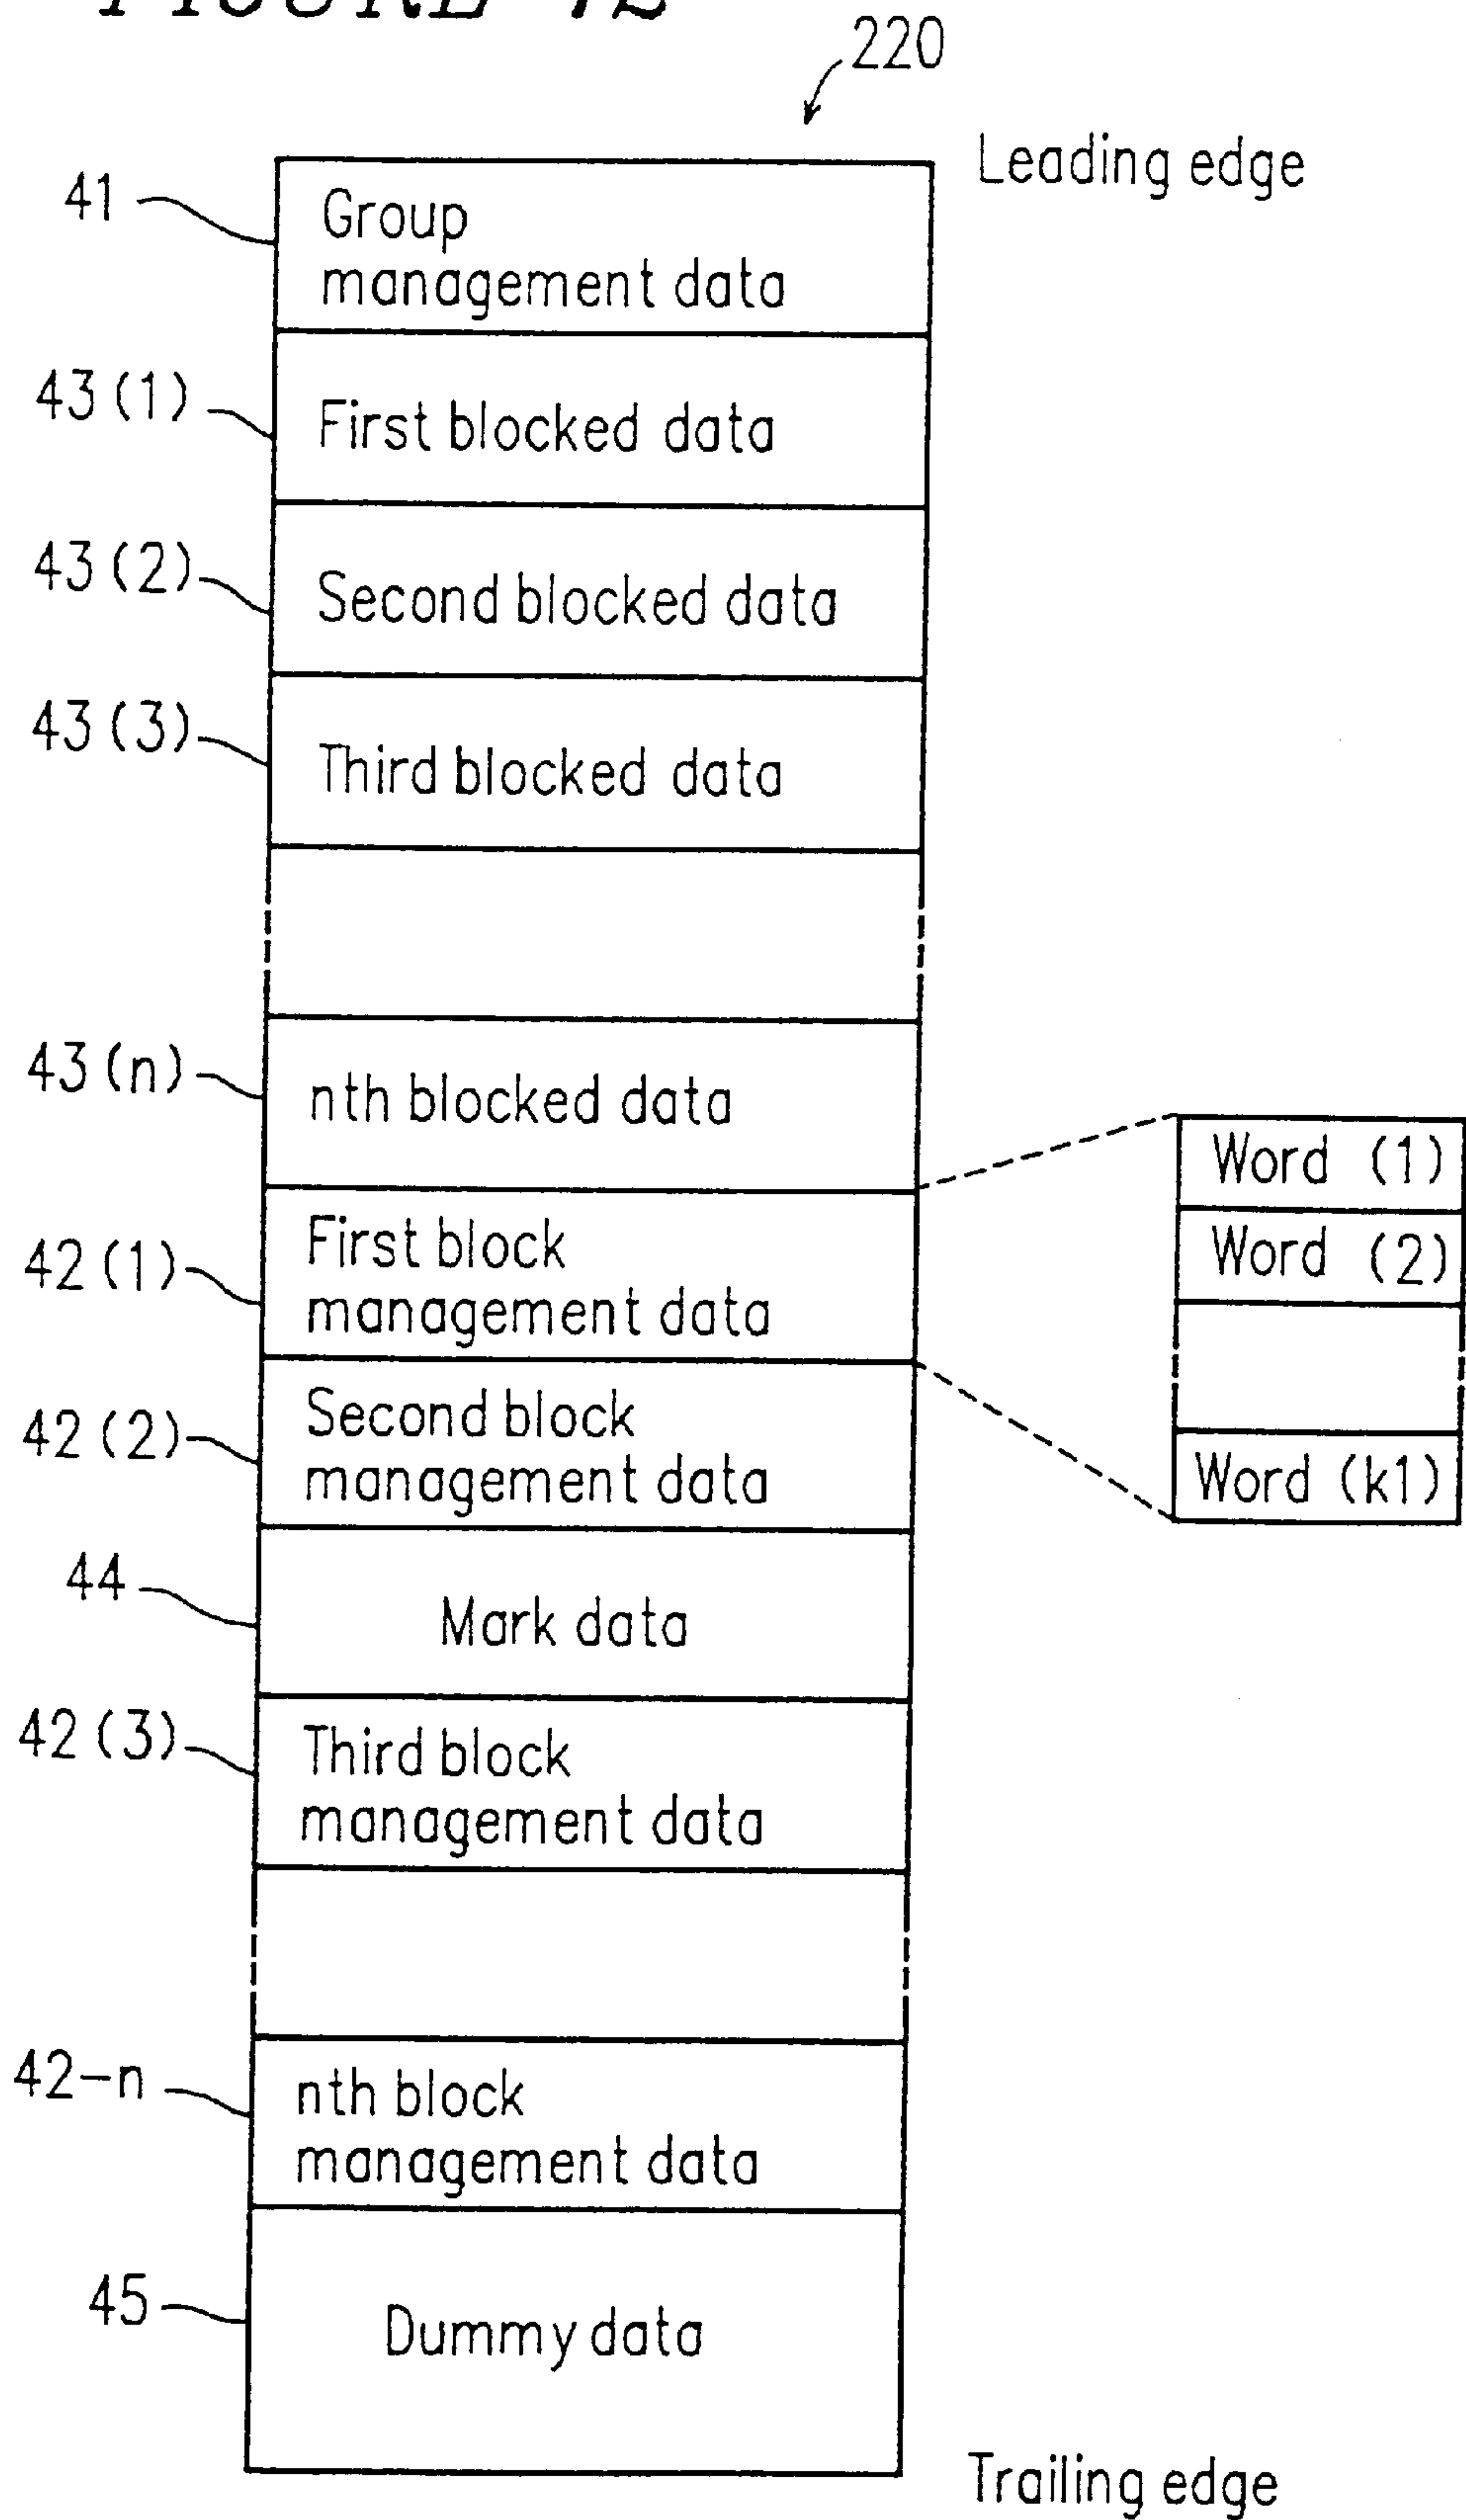 220
Leading edge
41
Group
management data
43(1)
First blocked data
43(2)
Second blocked data
43(3)
Third blocked data
43(n)
nth blocked data
Word (1)
Word (2)
Word (k1)
42(1)
First block
management data
42(2)
Second block
management data
44
Mark data
42(3)
Third block
management data
42-n
nth block
management data
45
Dummy data
Trailing edge